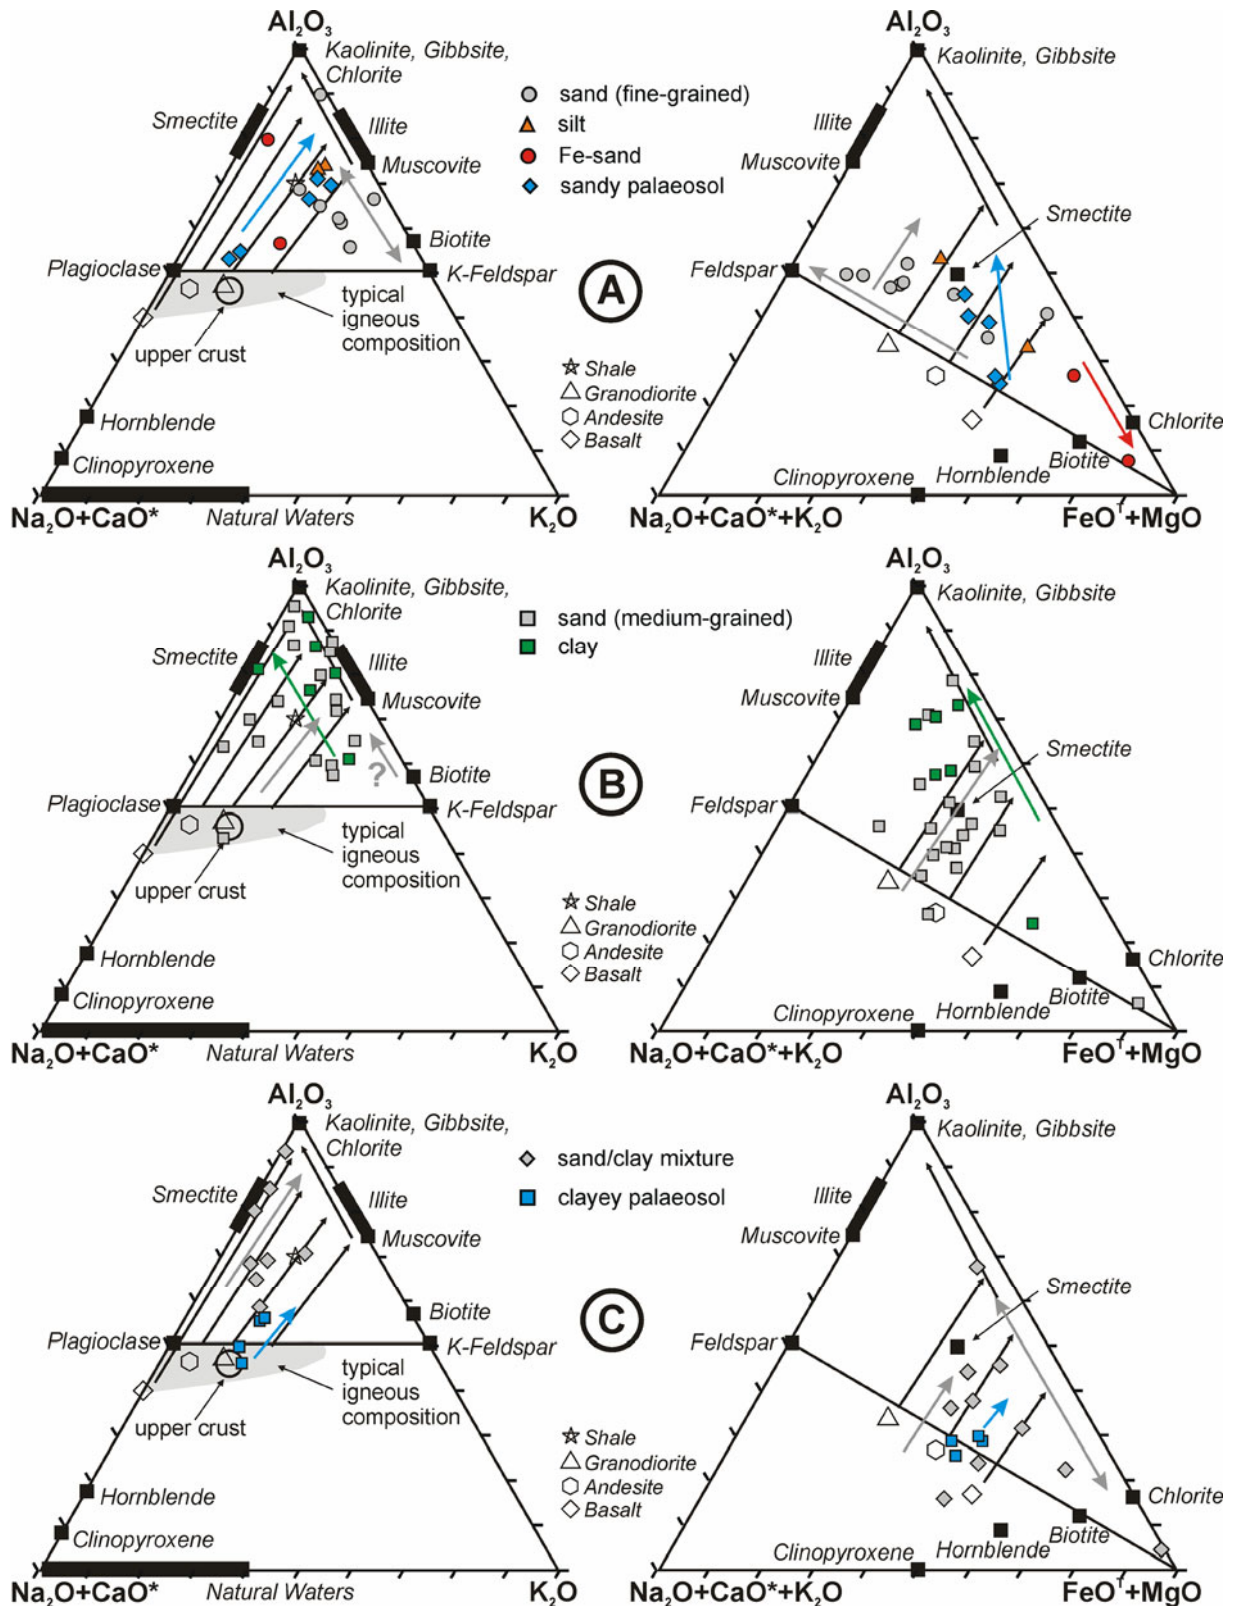 Al₂O₃
Kaolinite, Gibbsite,
Chlorite
Smectite
Illite
Muscovite
Biotite
Plagioclase
K-Feldspar
typical
igneous
composition
upper crust
Hornblende
Clinopyroxene
Na₂O+CaO*
Natural Waters
K₂O
sand (fine-grained)
silt
Fe-sand
sandy palaeosol
A
Shale
Granodiorite
Andesite
Basalt
Al₂O₃
Kaolinite, Gibbsite
Illite
Muscovite
Smectite
Feldspar
Chlorite
Biotite
Hornblende
Clinopyroxene
Na₂O+CaO*+K₂O
FeOᵀ+MgO
Al₂O₃
Kaolinite, Gibbsite,
Chlorite
Smectite
Illite
Muscovite
?
Biotite
Plagioclase
K-Feldspar
typical
igneous
composition
upper crust
Hornblende
Clinopyroxene
Na₂O+CaO*
Natural Waters
K₂O
sand (medium-grained)
clay
B
Shale
Granodiorite
Andesite
Basalt
Al₂O₃
Kaolinite, Gibbsite
Illite
Muscovite
Smectite
Feldspar
Chlorite
Biotite
Hornblende
Clinopyroxene
Na₂O+CaO*+K₂O
FeOᵀ+MgO
Al₂O₃
Kaolinite, Gibbsite,
Chlorite
Smectite
Illite
Muscovite
Biotite
Plagioclase
K-Feldspar
typical
igneous
composition
upper crust
Hornblende
Clinopyroxene
Na₂O+CaO*
Natural Waters
K₂O
sand/clay mixture
clayey palaeosol
C
Shale
Granodiorite
Andesite
Basalt
Al₂O₃
Kaolinite, Gibbsite
Illite
Muscovite
Smectite
Feldspar
Chlorite
Biotite
Hornblende
Clinopyroxene
Na₂O+CaO*+K₂O
FeOᵀ+MgO